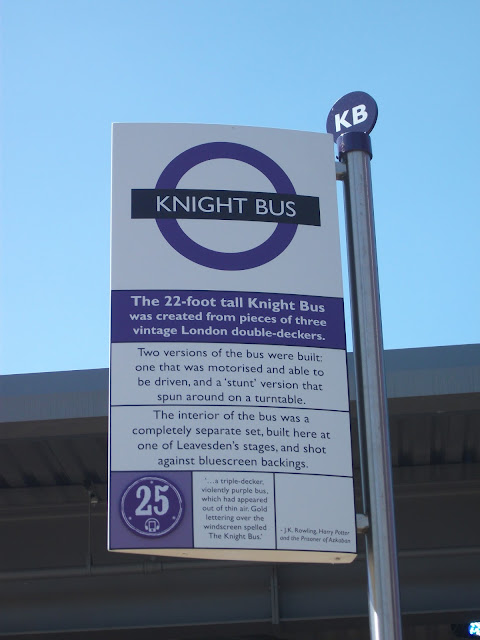 KB
KNIGHT BUS
The 22-foot tall Knight Bus
was created from pieces of three
vintage London double-deckers.
Two versions of the bus were built:
one that was motorised and able to
be driven, and a 'stunt' version that
spun around on a turntable.
The interior of the bus was a
completely separate set, built here at
one of Leavesden's stages, and shot
against bluescreen backings.
25
'...a triple-decker,
violently purple bus,
which had appeared
out of thin air. Gold
lettering over the
windscreen spelled
The Knight Bus.'
- J.K. Rowling, Harry Potter
and the Prisoner of Azkaban